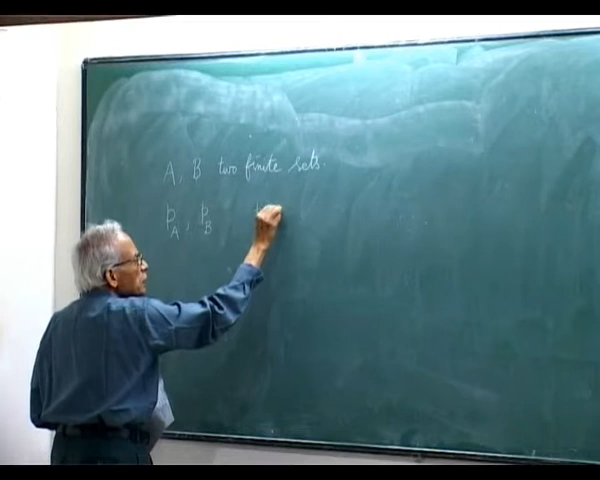 A, B two finite sets.
p_A, p_B